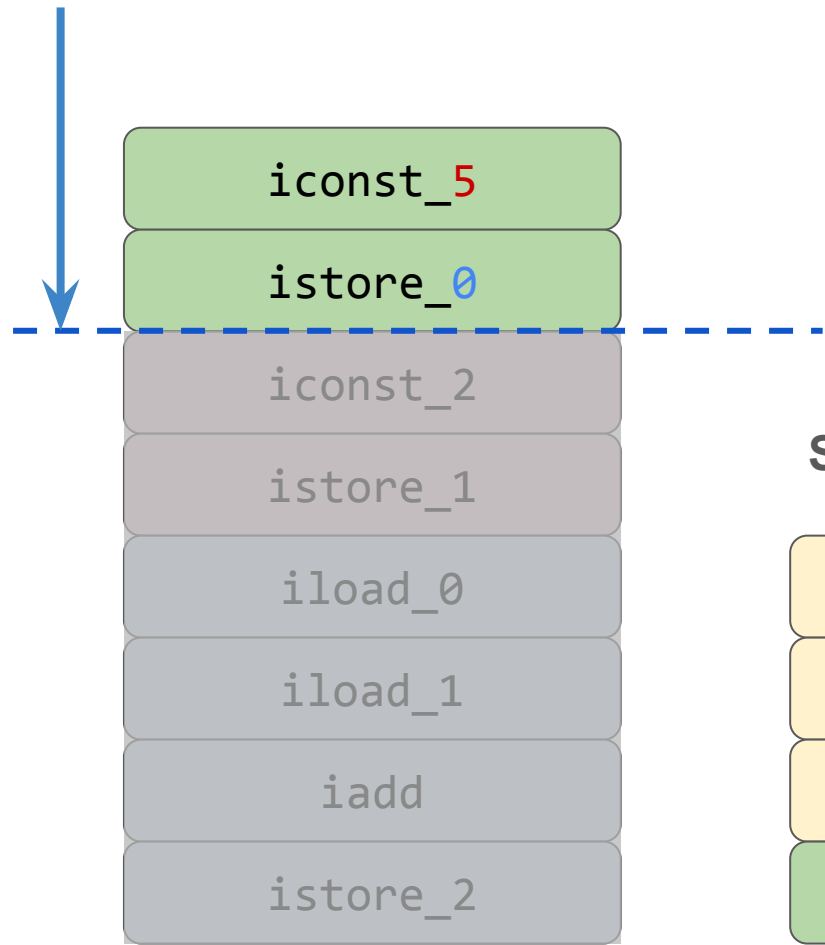 iconst_5
istore_0
iconst_2
istore_1
iload_0
iload_1
iadd
istore_2